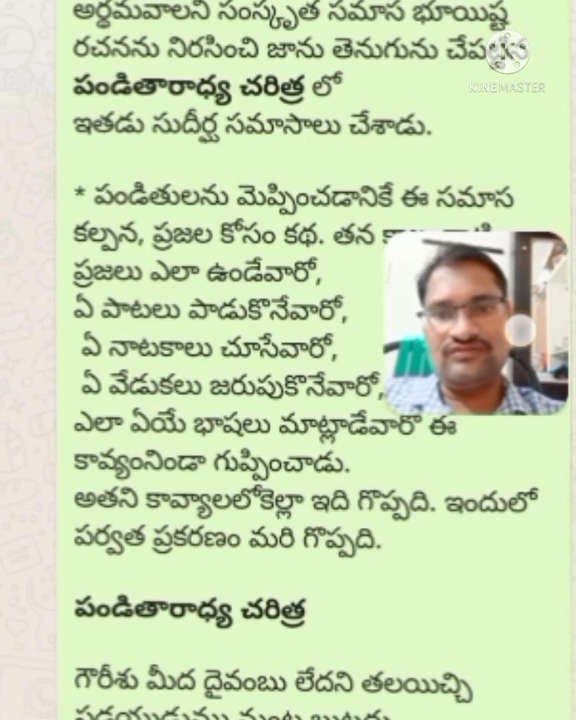 అర్థమవాలని సంస్కృత సమాస భూయిష్ట
రచనను నిరసించి జాను తెనుగును
KINEMASTER
పండితారాధ్య చరిత్ర లో
ఇతడు సుదీర్ఘ సమాసాలు చేశాడు.
* పండితులను మెప్పించడానికే ఈ సమాస
కల్పన, ప్రజల కోసం కథ. తన
ప్రజలు ఎలా ఉండేవారో,
ఏ పాటలు పాడుకొనేవారో,
ఏ నాటకాలు చూసేవారో,
ఏ వేడుకలు జరుపుకొనేవారో,
ఎలా ఏయే భాషలు మాట్లాడేవారో ఈ
కావ్యంనిండా గుప్పించాడు.
అతని కావ్యాలలోకెల్లా ఇది గొప్పది. ఇందులో
పర్వత ప్రకరణం మరి గొప్పది.
పండితారాధ్య చరిత్ర
గౌరీశు మీద దైవంబు లేదని తలయిచ్చి